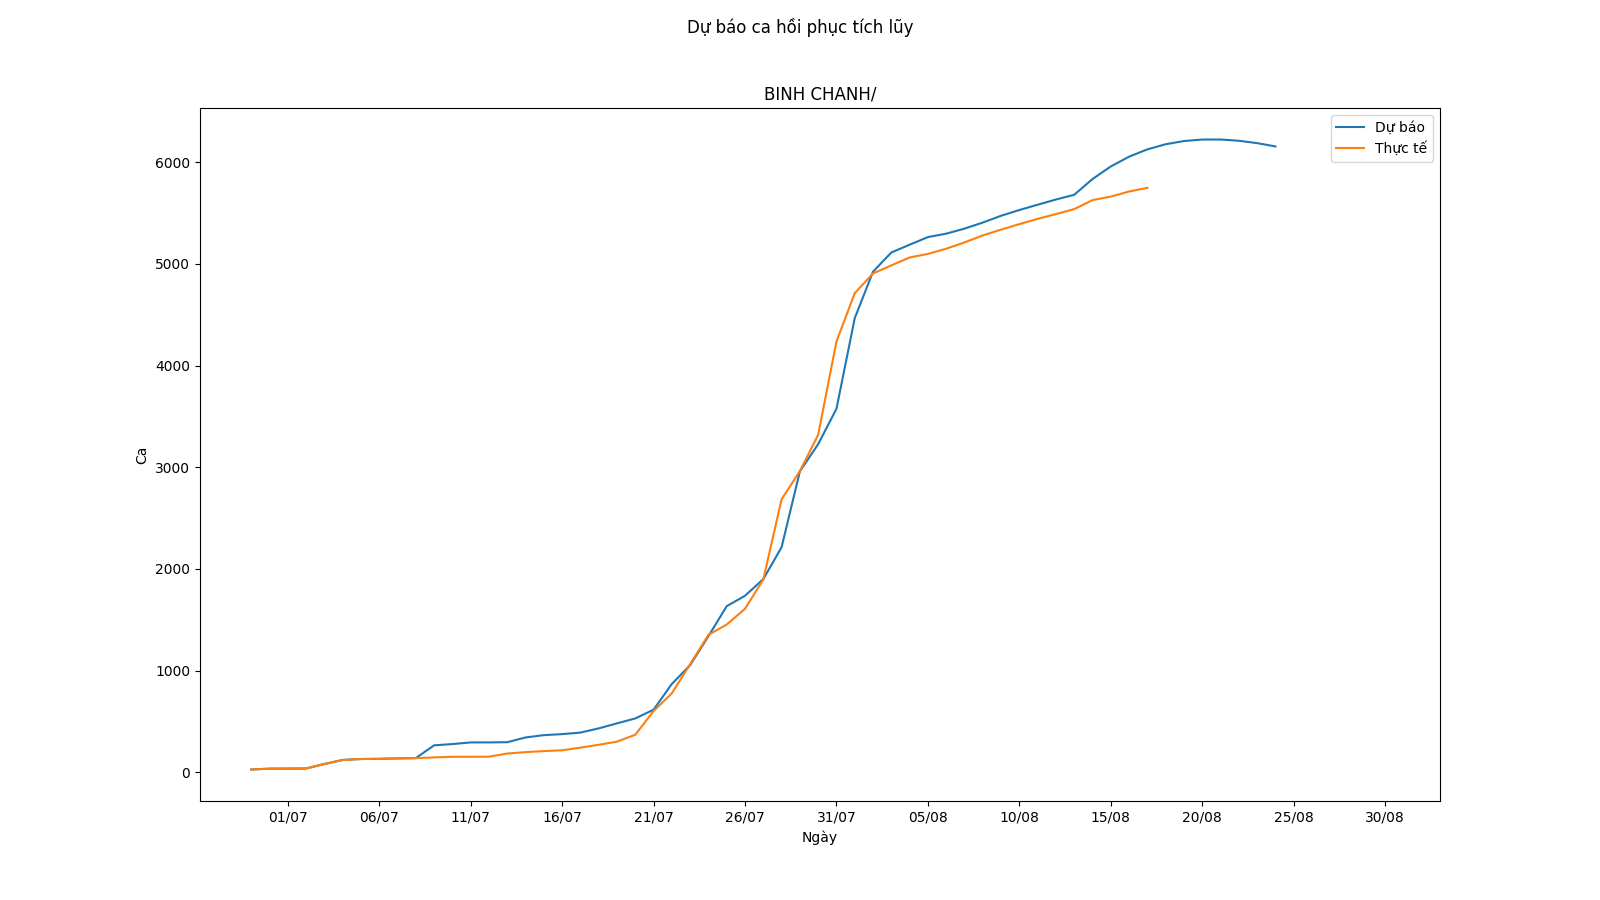 Dự báo ca hồi phục tích lũy
BINH CHANH/
Dự báo
Thực tế
6000
5000
4000
3000
2000
1000
0
Ca
01/07 06/07 11/07 16/07 21/07 26/07 31/07 05/08 10/08 15/08 20/08 25/08 30/08
Ngày